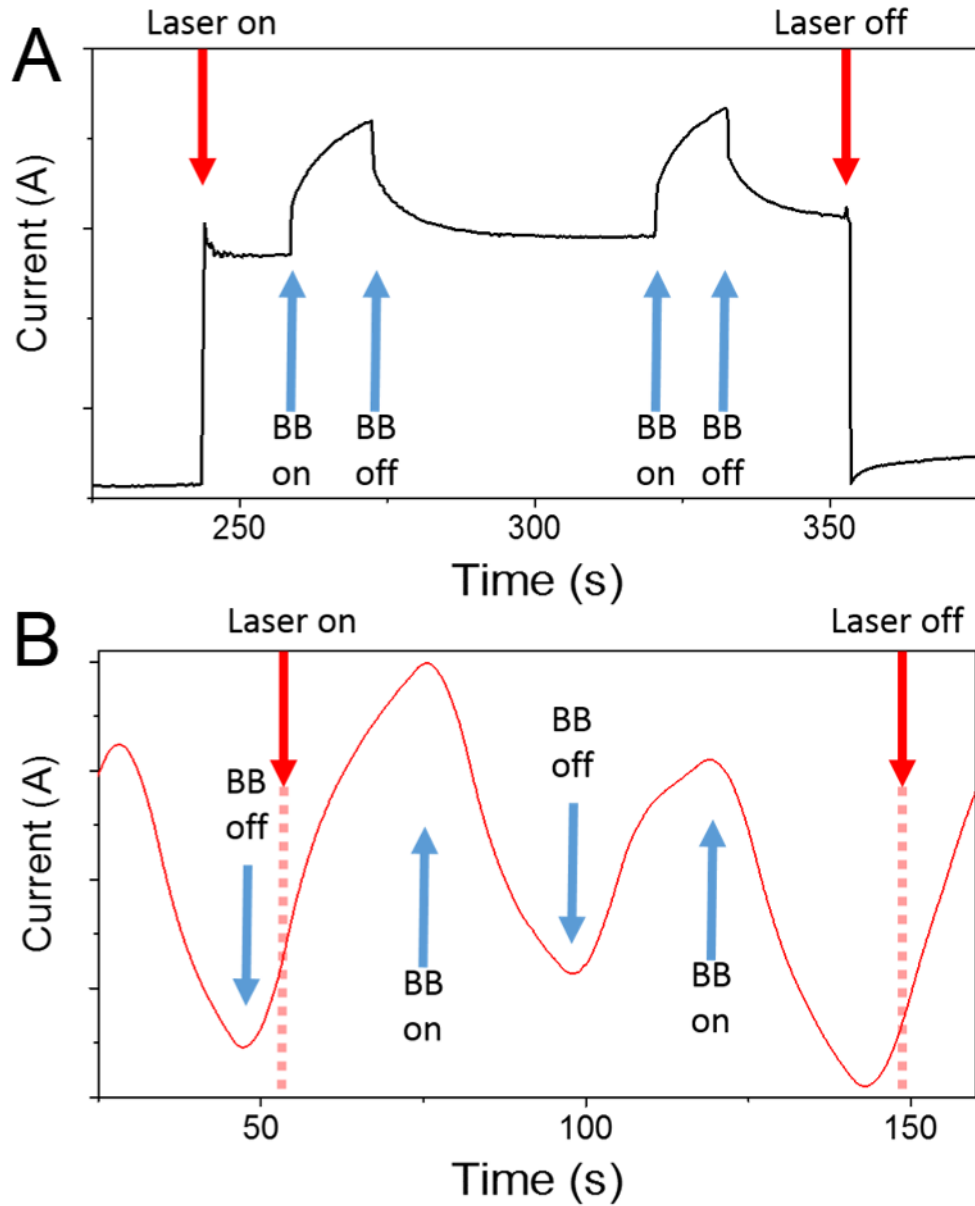 A
Laser on
Laser off
Current (A)
BB
on
BB
off
BB
on
BB
off
250
300
350
Time (s)
B
Laser on
Laser off
Current (A)
BB
off
BB
on
BB
off
BB
on
50
100
150
Time (s)